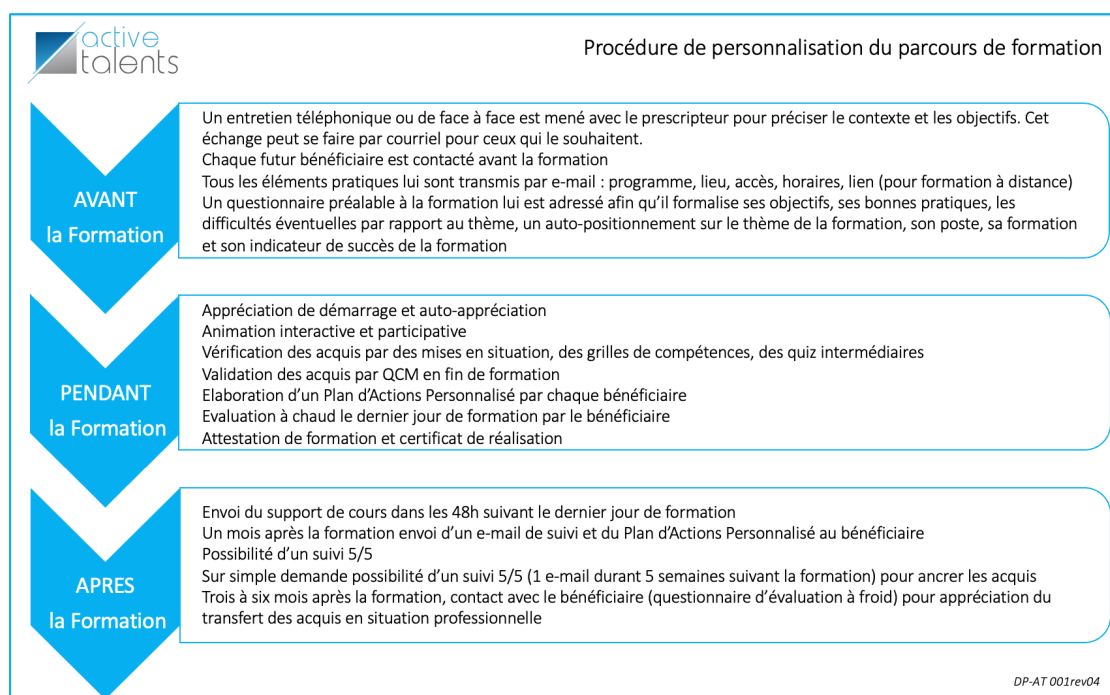 active
talents
Procédure de personnalisation du parcours de formation
AVANT
la Formation
Un entretien téléphonique ou de face à face est mené avec le prescripteur pour préciser le contexte et les objectifs. Cet
échange peut se faire par courriel pour ceux qui le souhaitent.
Chaque futur bénéficiaire est contacté avant la formation
Tous les éléments pratiques lui sont transmis par e-mail : programme, lieu, accès, horaires, lien (pour formation à distance)
Un questionnaire préalable à la formation lui est adressé afin qu’il formalise ses objectifs, ses bonnes pratiques, les
difficultés éventuelles par rapport au thème, un auto-positionnement sur le thème de la formation, son poste, sa formation
et son indicateur de succès de la formation
PENDANT
la Formation
Appréciation de démarrage et auto-appréciation
Animation interactive et participative
Vérification des acquis par des mises en situation, des grilles de compétences, des quiz intermédiaires
Validation des acquis par QCM en fin de formation
Elaboration d’un Plan d’Actions Personnalisé par chaque bénéficiaire
Evaluation à chaud le dernier jour de formation par le bénéficiaire
Attestation de formation et certificat de réalisation
APRES
la Formation
Envoi du support de cours dans les 48h suivant le dernier jour de formation
Un mois après la formation envoi d’un e-mail de suivi et du Plan d’Actions Personnalisé au bénéficiaire
Possibilité d’un suivi 5/5
Sur simple demande possibilité d’un suivi 5/5 (1 e-mail durant 5 semaines suivant la formation) pour ancrer les acquis
Trois à six mois après la formation, contact avec le bénéficiaire (questionnaire d’évaluation à froid) pour appréciation du
transfert des acquis en situation professionnelle
DP-AT 001rev04